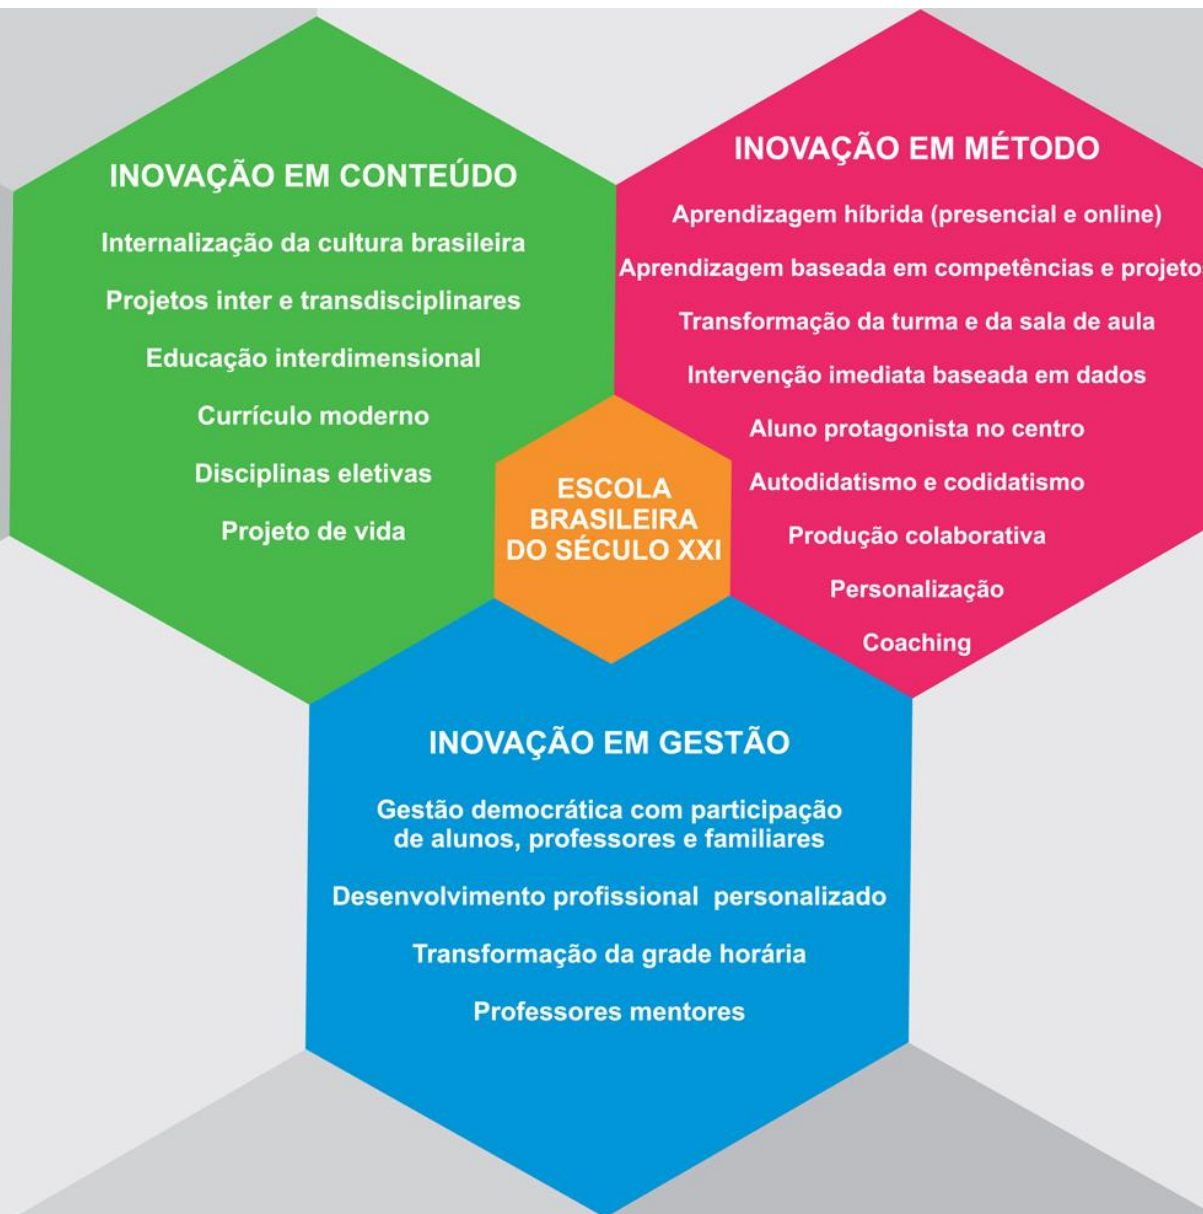 INOVAÇÃO EM CONTEÚDO
Internalização da cultura brasileira
Projetos inter e transdisciplinares
Educação interdimensional
Currículo moderno
Disciplinas eletivas
Projeto de vida
INOVAÇÃO EM MÉTODO
Aprendizagem híbrida (presencial e online)
Aprendizagem baseada em competências e projeto
Transformação da turma e da sala de aula
Intervenção imediata baseada em dados
Aluno protagonista no centro
Autodidatismo e codidatismo
Produção colaborativa
Personalização
Coaching
ESCOLA
BRASILEIRA
DO SÉCULO XXI
INOVAÇÃO EM GESTÃO
Gestão democrática com participação
de alunos, professores e familiares
Desenvolvimento profissional personalizado
Transformação da grade horária
Professores mentores